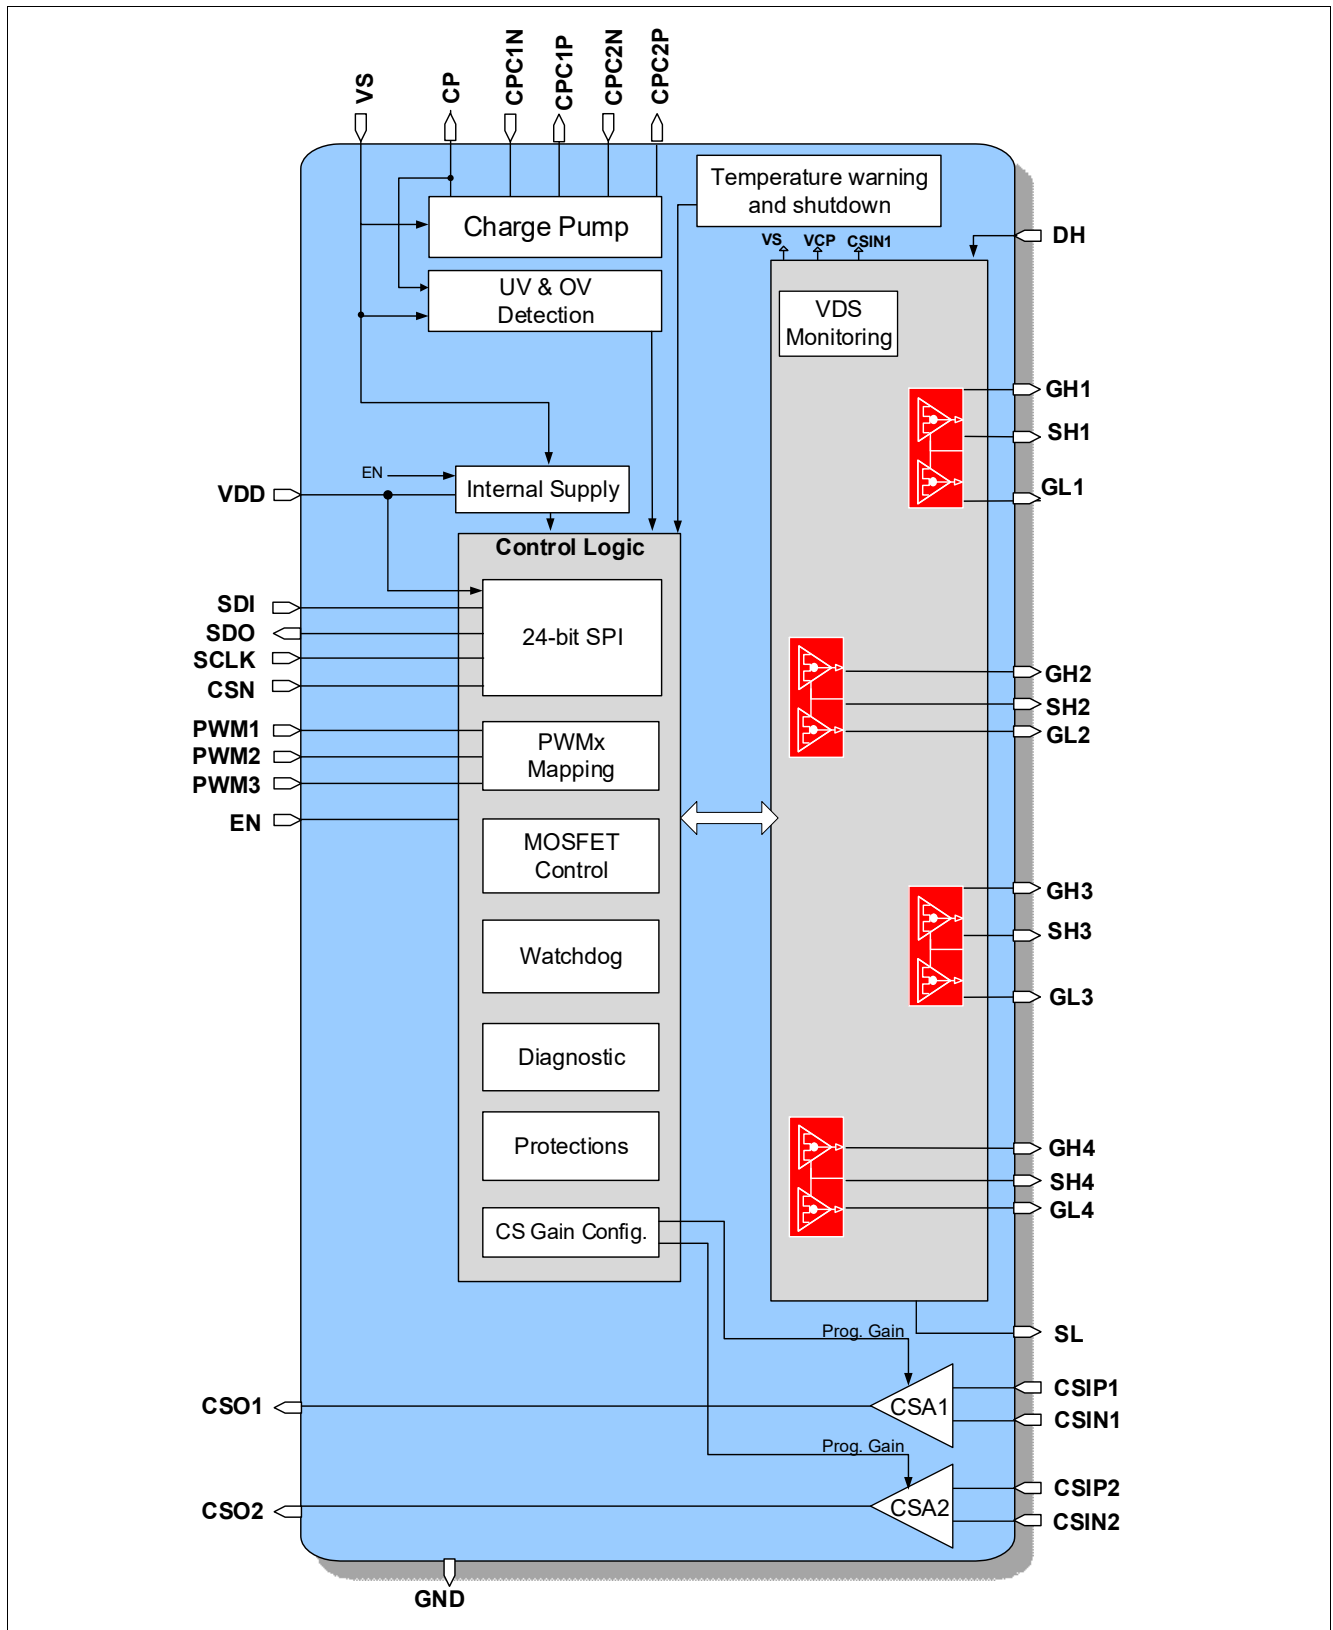 VS
CP
CPC1N
CPC1P
CPC2N
CPC2P
Temperature warning
and shutdown
Charge Pump
UV & OV
Detection
VS
VCP
CSIN1
DH
VDS
Monitoring
GH1
SH1
GL1
EN
VDD
Internal Supply
Control Logic
SDI
SDO
SCLK
CSN
24-bit SPI
GH2
SH2
GL2
PWM1
PWM2
PWM3
PWMx
Mapping
EN
MOSFET
Control
GH3
SH3
GL3
Watchdog
Diagnostic
Protections
GH4
SH4
GL4
CS Gain Config.
SL
Prog. Gain
CSIP1
CSIN1
CSA1
CSO1
Prog. Gain
CSIP2
CSIN2
CSA2
CSO2
GND